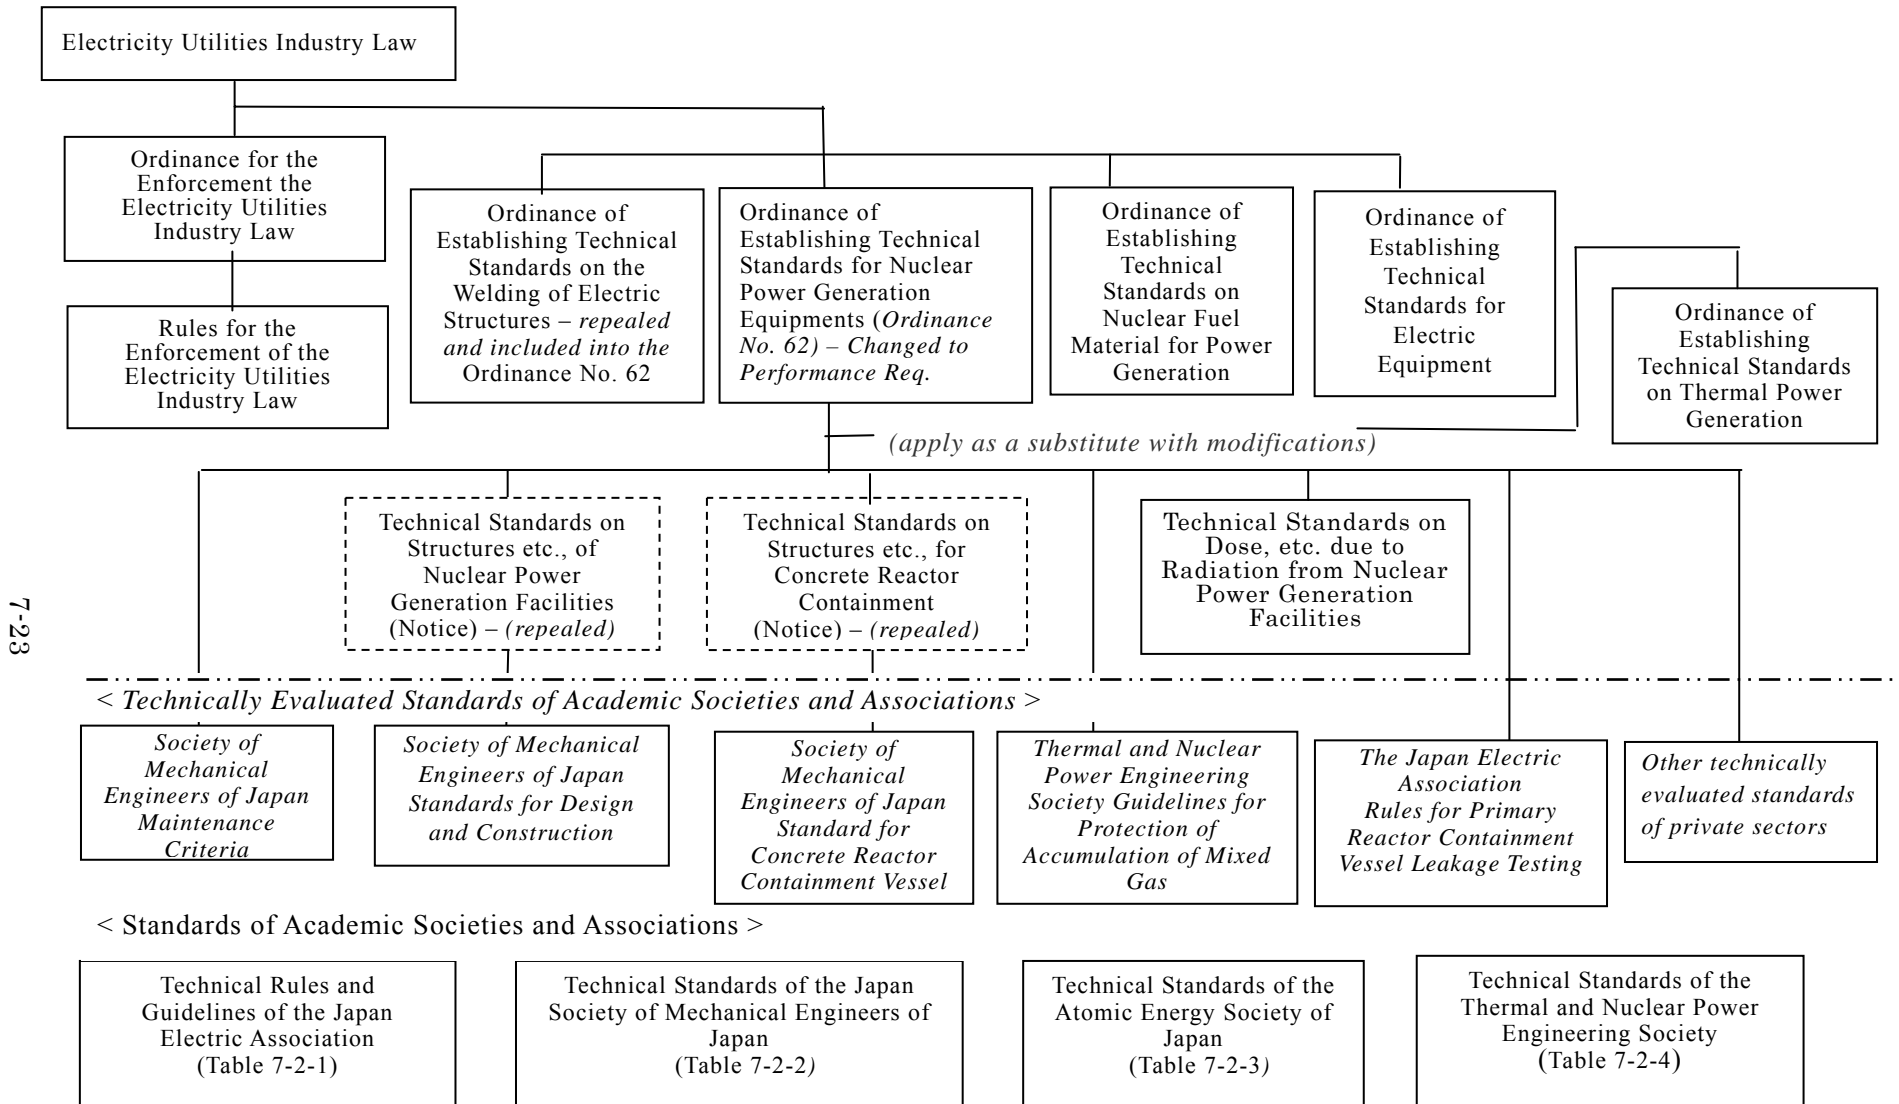 Electricity Utilities Industry Law
Ordinance for the
Enforcement the
Electricity Utilities
Industry Law
Rules for the
Enforcement of the
Electricity Utilities
Industry Law
Ordinance of
Establishing Technical
Standards on the
Welding of Electric
Structures – repealed
and included into the
Ordinance No. 62
Ordinance of
Establishing Technical
Standards for Nuclear
Power Generation
Equipments (Ordinance
No. 62) – Changed to
Performance Req.
Ordinance of
Establishing
Technical
Standards on
Nuclear Fuel
Material for Power
Generation
Ordinance of
Establishing
Technical
Standards for
Electric
Equipment
Ordinance of
Establishing
Technical Standards
on Thermal Power
Generation
(apply as a substitute with modifications)
Technical Standards on
Structures etc., of
Nuclear Power
Generation Facilities
(Notice) – (repealed)
Technical Standards on
Structures etc., for
Concrete Reactor
Containment
(Notice) – (repealed)
Technical Standards on
Dose, etc. due to
Radiation from Nuclear
Power Generation
Facilities
7-23
< Technically Evaluated Standards of Academic Societies and Associations >
Society of
Mechanical
Engineers of Japan
Maintenance
Criteria
Society of Mechanical
Engineers of Japan
Standards for Design
and Construction
Society of
Mechanical
Engineers of Japan
Standard for
Concrete Reactor
Containment Vessel
Thermal and Nuclear
Power Engineering
Society Guidelines for
Protection of
Accumulation of Mixed
Gas
The Japan Electric
Association
Rules for Primary
Reactor Containment
Vessel Leakage Testing
Other technically
evaluated standards
of private sectors
< Standards of Academic Societies and Associations >
Technical Rules and
Guidelines of the Japan
Electric Association
(Table 7-2-1)
Technical Standards of the Japan
Society of Mechanical Engineers of
Japan
(Table 7-2-2)
Technical Standards of the
Atomic Energy Society of
Japan
(Table 7-2-3)
Technical Standards of the
Thermal and Nuclear Power
Engineering Society
(Table 7-2-4)